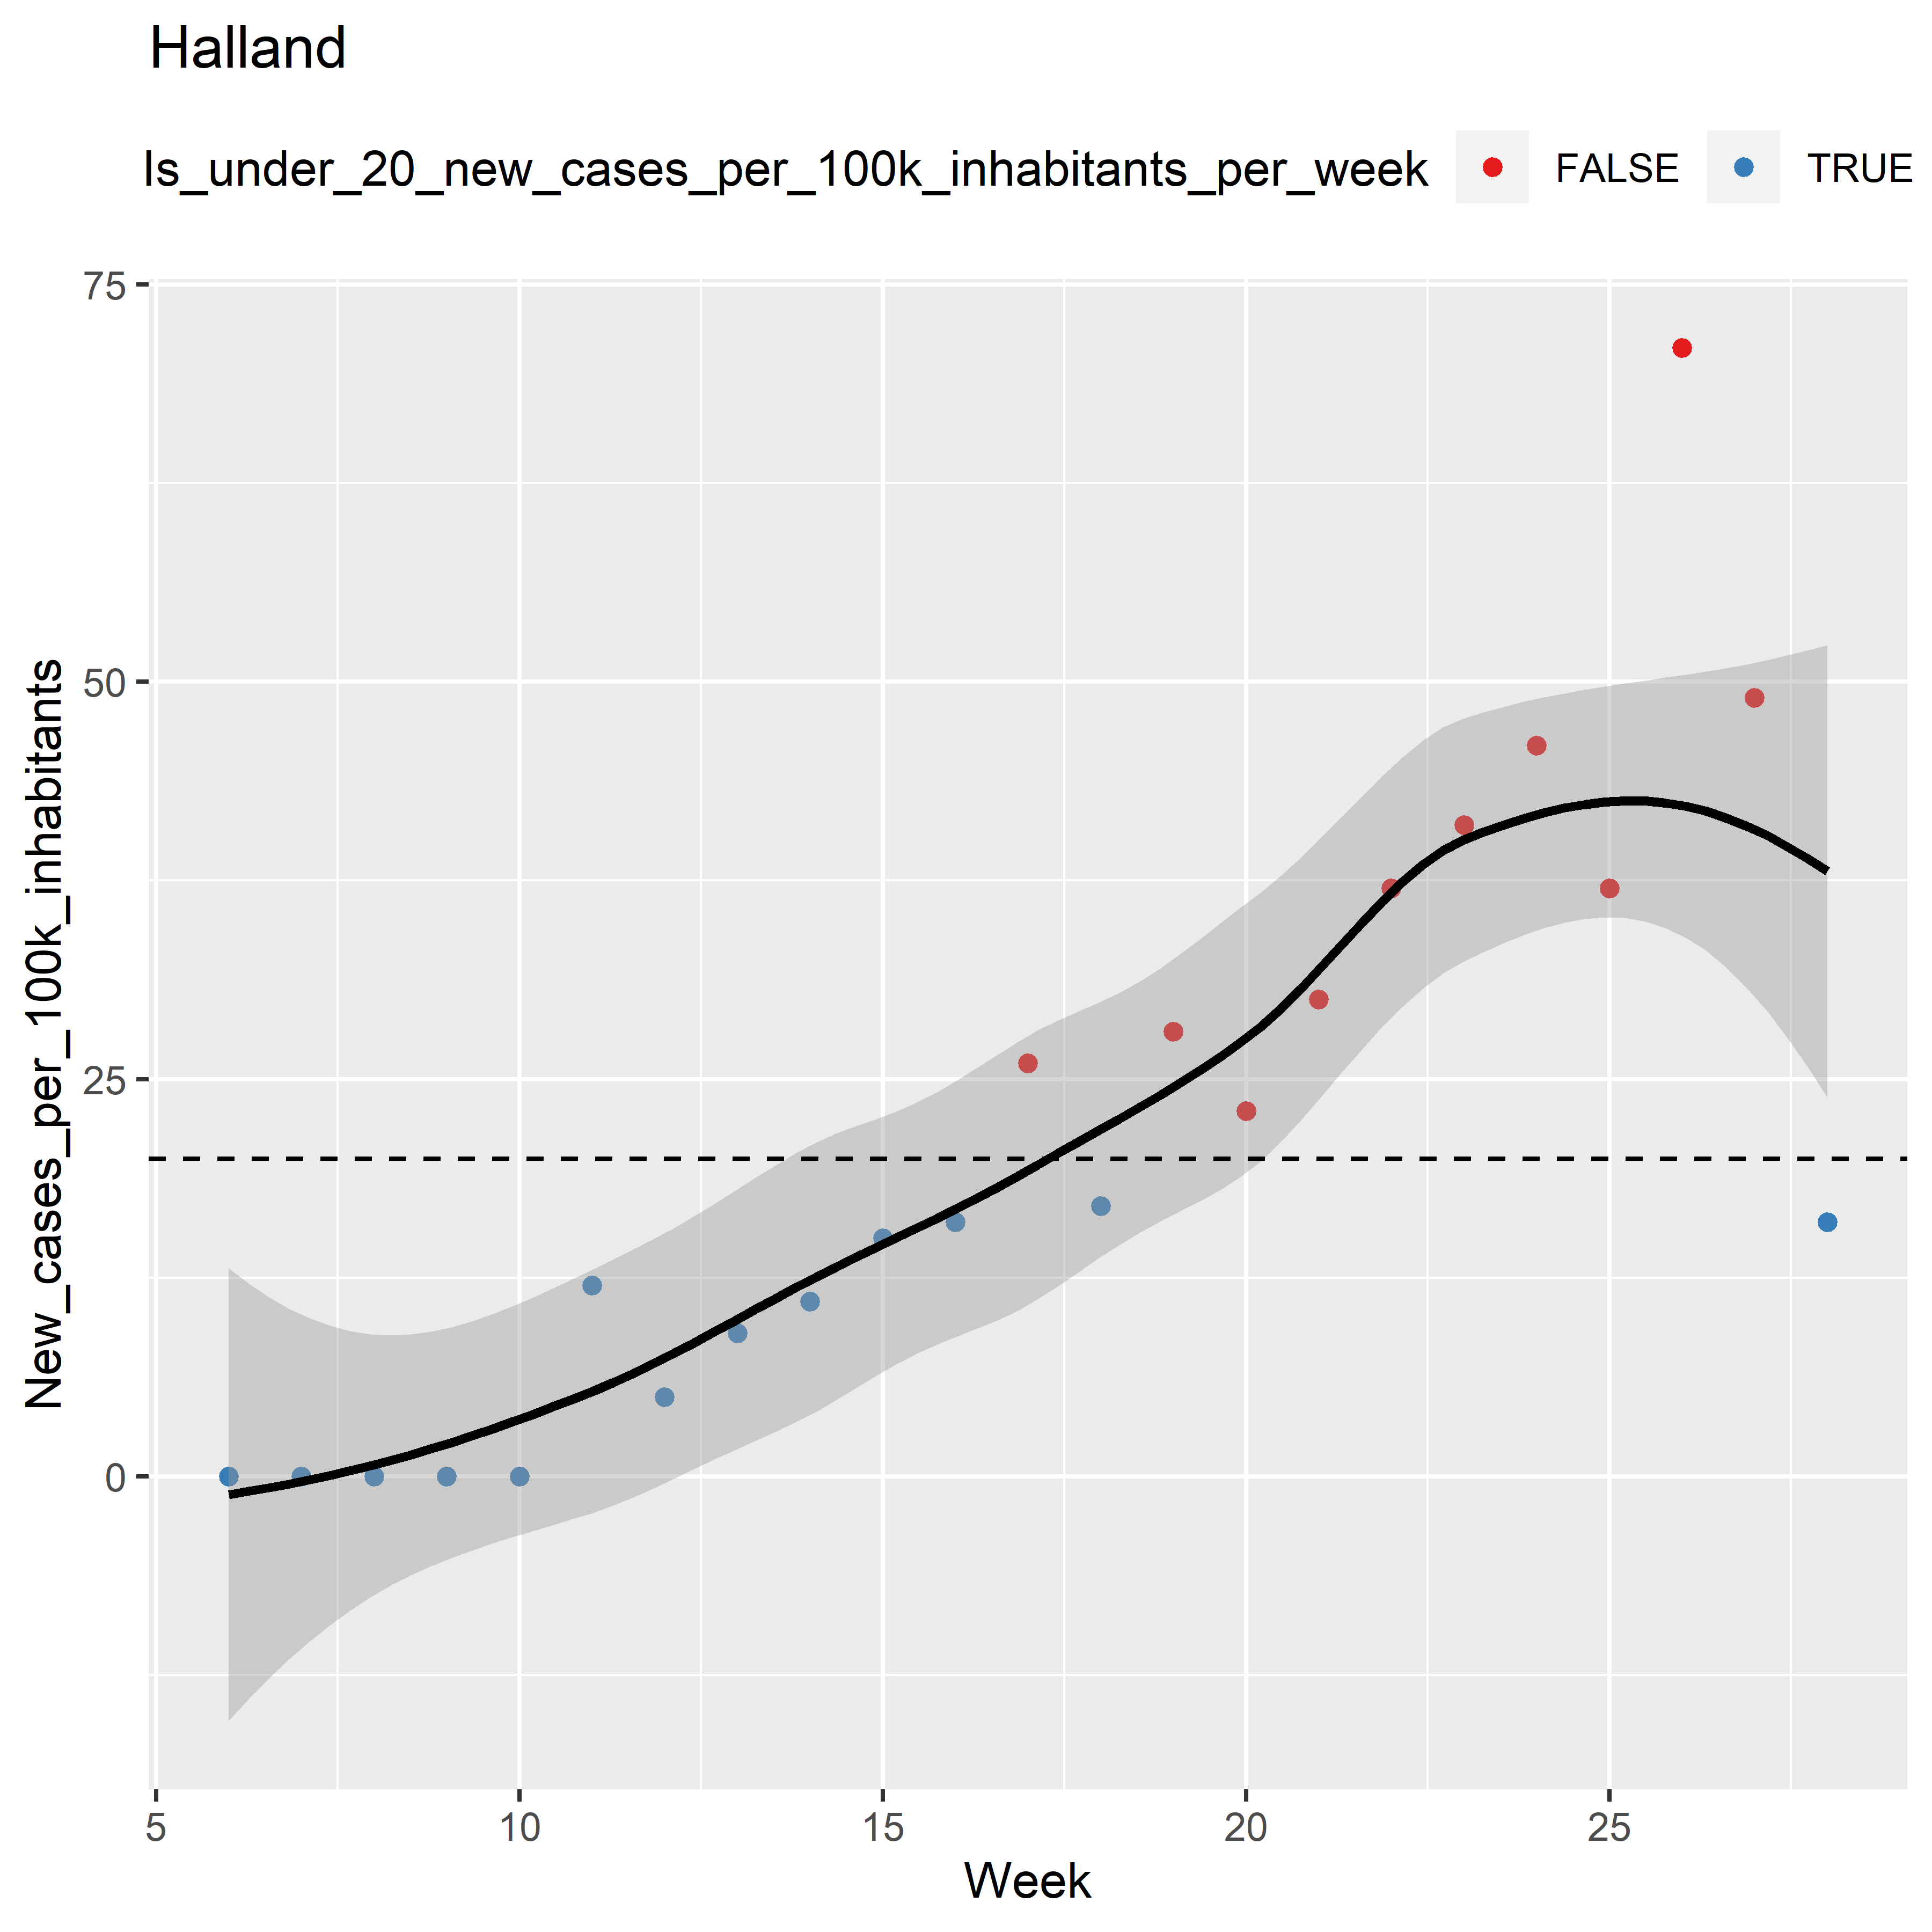 Halland
Is_under_20_new_cases_per_100k_inhabitants_per_week FALSE TRUE
75
50
25
0
New_cases_per_100k_inhabitants
5 10 15 20 25
Week